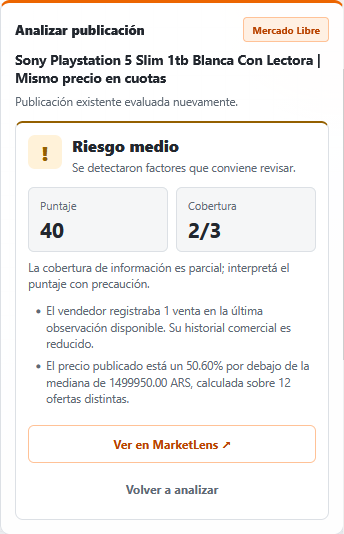 Analizar publicación
Mercado Libre
Sony Playstation 5 Slim 1tb Blanca Con Lectora |
Mismo precio en cuotas
Publicación existente evaluada nuevamente.
!
Riesgo medio
Se detectaron factores que conviene revisar.
Puntaje
40
Cobertura
2/3
La cobertura de información es parcial; interpretá el
puntaje con precaución.
• El vendedor registraba 1 venta en la última
observación disponible. Su historial comercial es
reducido.
• El precio publicado está un 50.60% por debajo de la
mediana de 1499950.00 ARS, calculada sobre 12
ofertas distintas.
Ver en MarketLens ↗
Volver a analizar